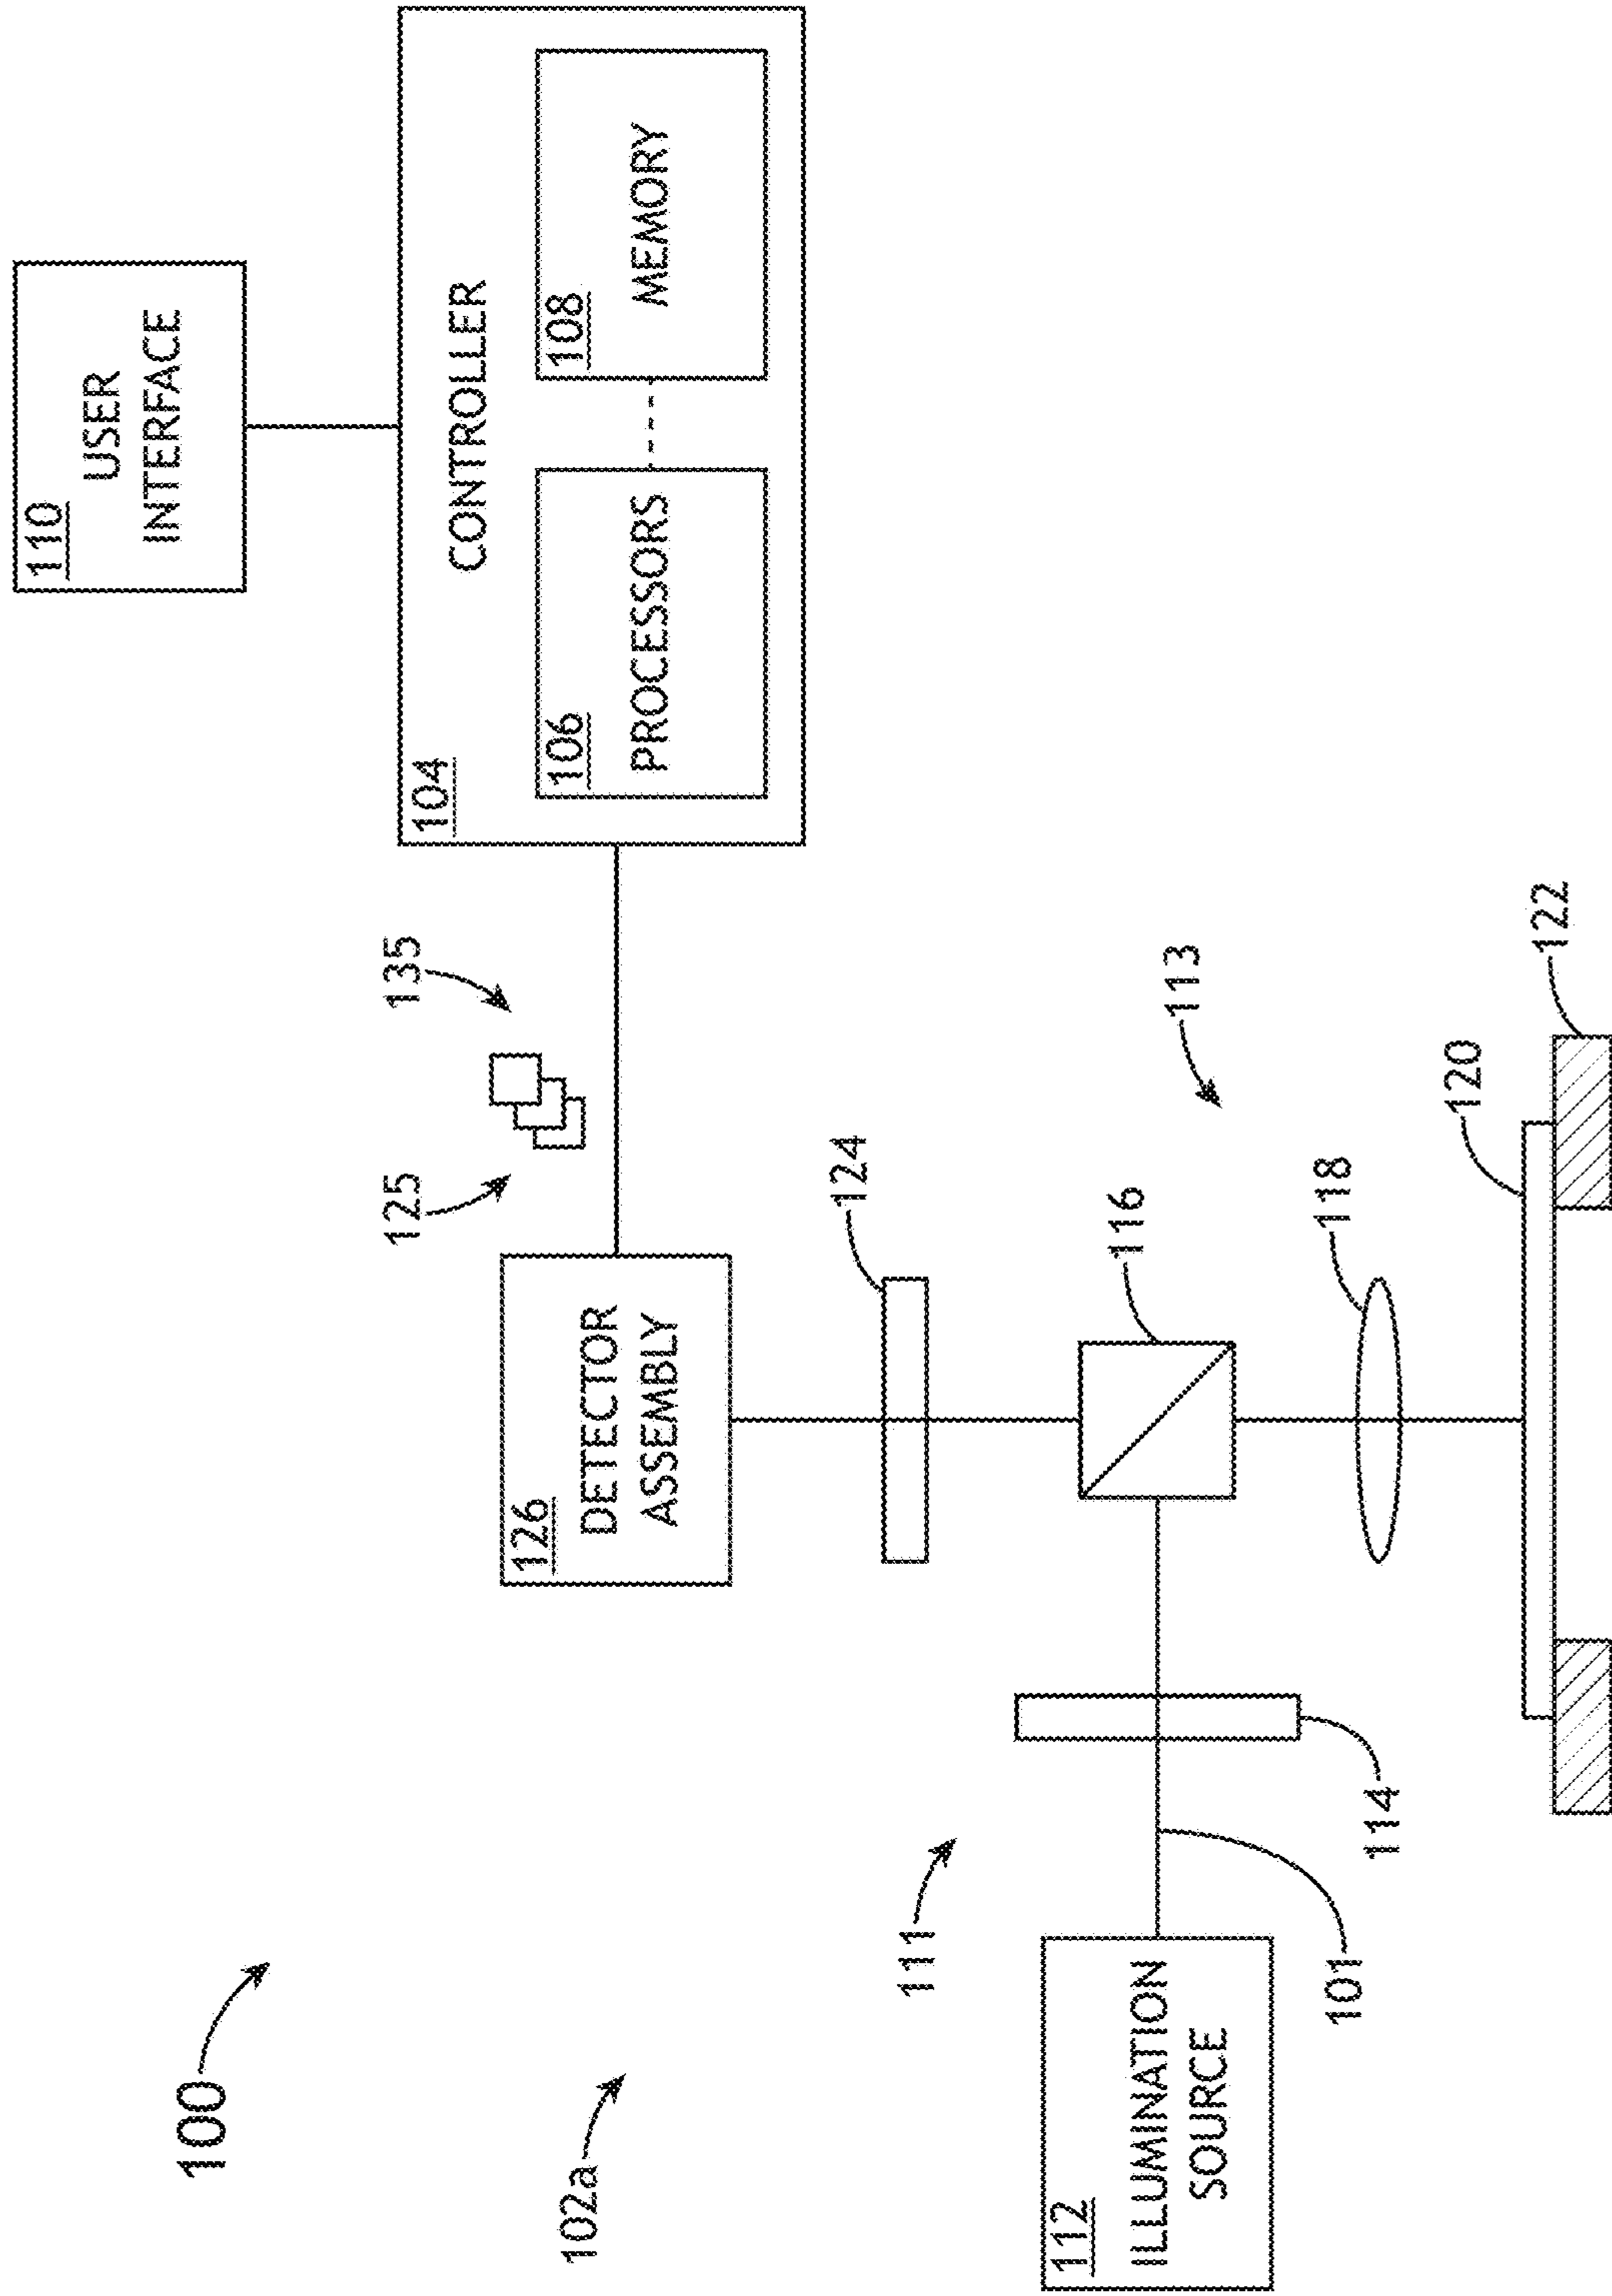 100
102a
110
USER
INTERFACE
104
CONTROLLER
106
PROCESSORS
108
MEMORY
125
135
126
DETECTOR
ASSEMBLY
124
111
113
112
ILLUMINATION
SOURCE
101
114
116
118
120
122